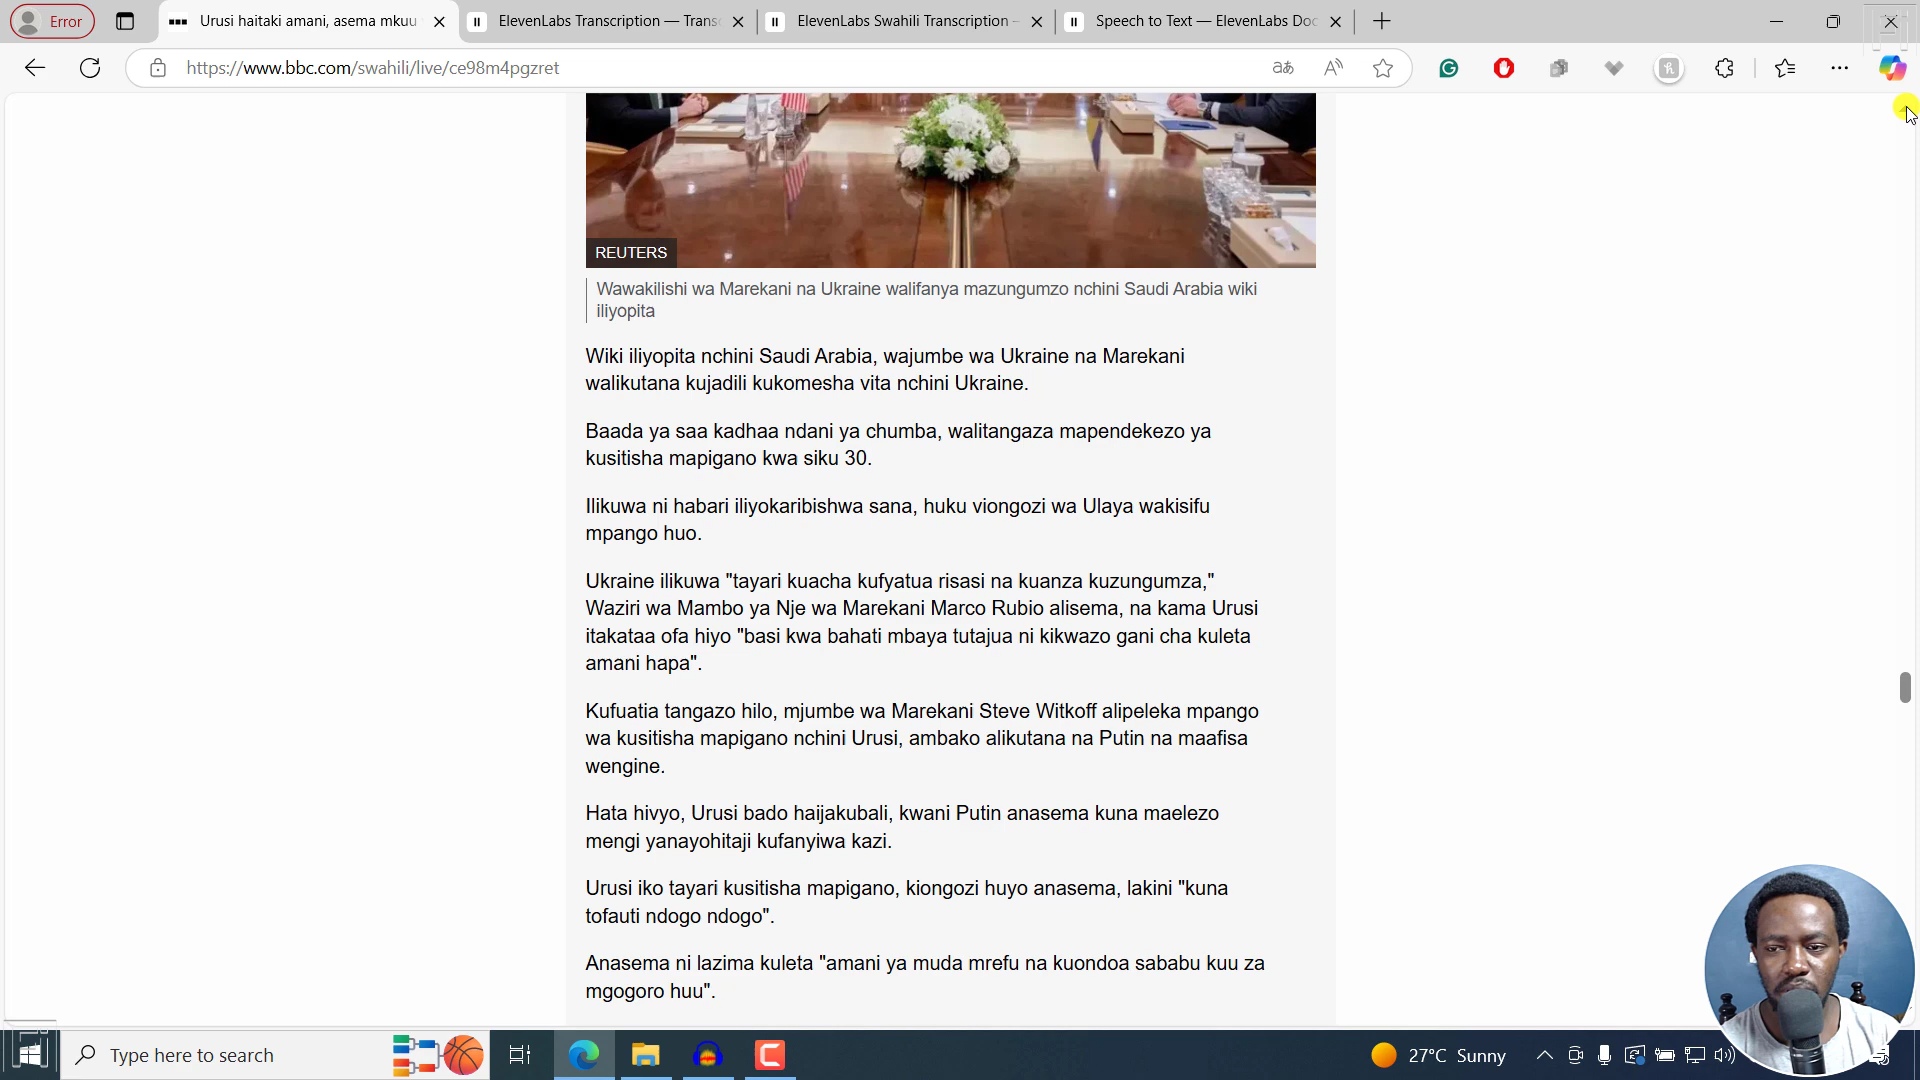 Error
Urusi haitaki amani, asema mkuu
ElevenLabs Transcription — Trans
ElevenLabs Swahili Transcription -
Speech to Text — ElevenLabs Doc
https://www.bbc.com/swahili/live/ce98m4pgzret
REUTERS
Wawakilishi wa Marekani na Ukraine walifanya mazungumzo nchini Saudi Arabia wiki
iliyopita
Wiki iliyopita nchini Saudi Arabia, wajumbe wa Ukraine na Marekani
walikutana kujadili kukomesha vita nchini Ukraine.
Baada ya saa kadhaa ndani ya chumba, walitangaza mapendekezo ya
kusitisha mapigano kwa siku 30.
Ilikuwa ni habari iliyokaribishwa sana, huku viongozi wa Ulaya wakisifu
mpango huo.
Ukraine ilikuwa "tayari kuacha kufyatua risasi na kuanza kuzungumza,"
Waziri wa Mambo ya Nje wa Marekani Marco Rubio alisema, na kama Urusi
itakataa ofa hiyo "basi kwa bahati mbaya tutajua ni kikwazo gani cha kuleta
amani hapa".
Kufuatia tangazo hilo, mjumbe wa Marekani Steve Witkoff alipeleka mpango
wa kusitisha mapigano nchini Urusi, ambako alikutana na Putin na maafisa
wengine.
Hata hivyo, Urusi bado haijakubali, kwani Putin anasema kuna maelezo
mengi yanayohitaji kufanyiwa kazi.
Urusi iko tayari kusitisha mapigano, kiongozi huyo anasema, lakini "kuna
tofauti ndogo ndogo".
Anasema ni lazima kuleta "amani ya muda mrefu na kuondoa sababu kuu za
mgogoro huu".
Type here to search
27°C Sunny